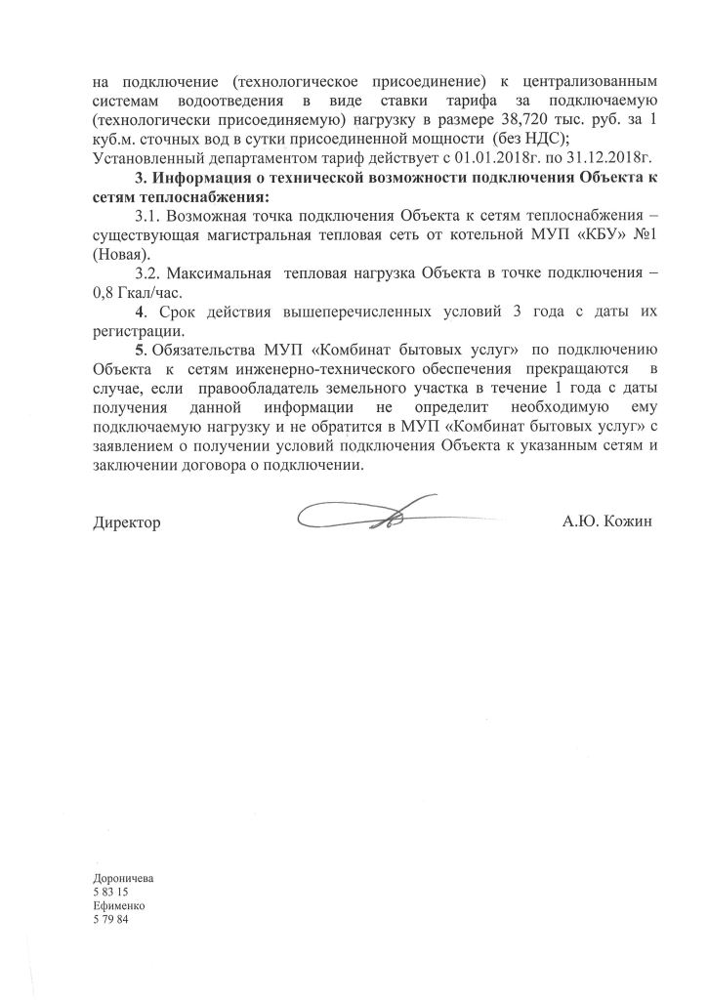 на подключение (технологическое присоединение) к централизованным
системам водоотведения в виде ставки тарифа за подключаемую
(технологически присоединяемую) нагрузку в размере 38,720 тыс. руб. за 1
куб.м. сточных вод в сутки присоединенной мощности (без НДС);
Установленный департаментом тариф действует с 01.01.2018г. по 31.12.2018г.
3. Информация о технической возможности подключения Объекта к
сетям теплоснабжения:
3.1. Возможная точка подключения Объекта к сетям теплоснабжения –
существующая магистральная тепловая сеть от котельной МУП «КБУ» №1
(Новая).
3.2. Максимальная тепловая нагрузка Объекта в точке подключения –
0,8 Гкал/час.
4. Срок действия вышеперечисленных условий 3 года с даты их
регистрации.
5. Обязательства МУП «Комбинат бытовых услуг» по подключению
Объекта к сетям инженерно-технического обеспечения прекращаются в
случае, если правообладатель земельного участка в течение 1 года с даты
получения данной информации не определит необходимую ему
подключаемую нагрузку и не обратится в МУП «Комбинат бытовых услуг» с
заявлением о получении условий подключения Объекта к указанным сетям и
заключении договора о подключении.
Директор А.Ю. Кожин
Дороничева
5 83 15
Ефименко
5 79 84